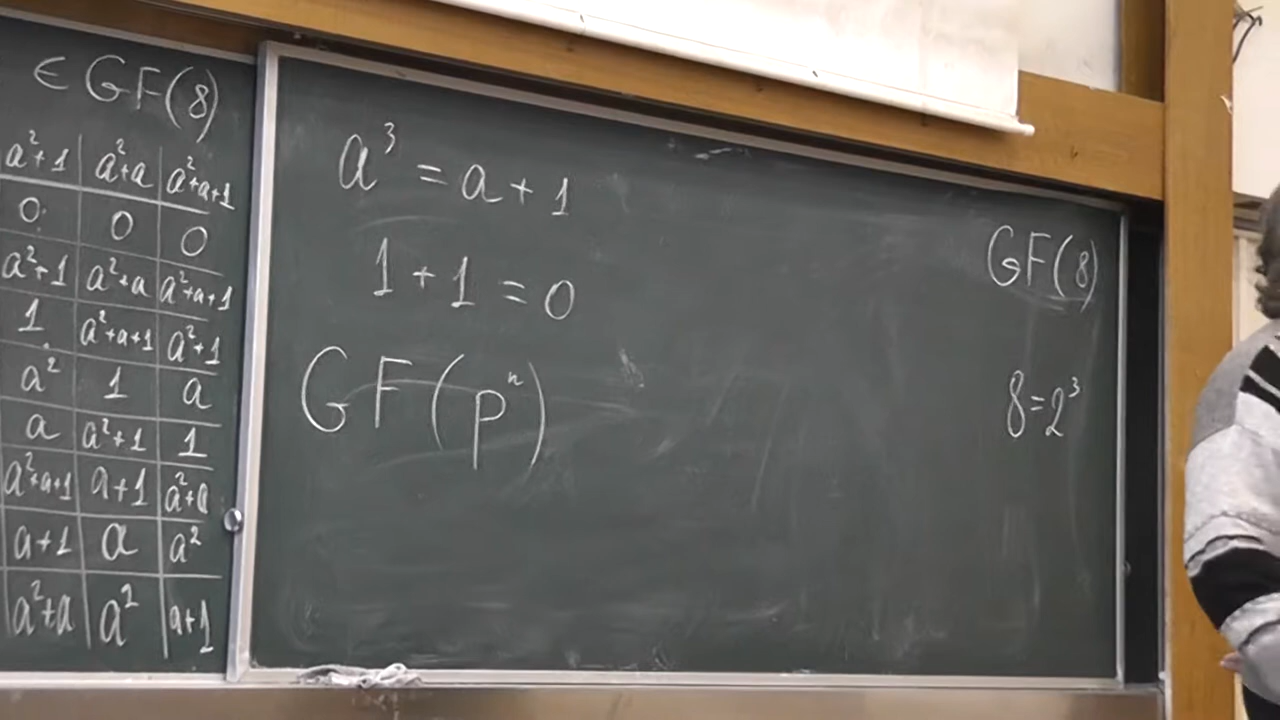 ∈ GF(8)
a²+1 | a²+a | a²+a+1
0 | 0 | 0
a²+1 | a²+a | a²+a+1
1 | a²+a+1 | a²+1
a² | 1 | a
a | a²+1 | 1
a²+a+1 | a+1 | a²+a
a+1 | a | a²
a²+a | a² | a+1
a³ = a + 1
1 + 1 = 0
GF(pⁿ)
GF(8)
8=2³